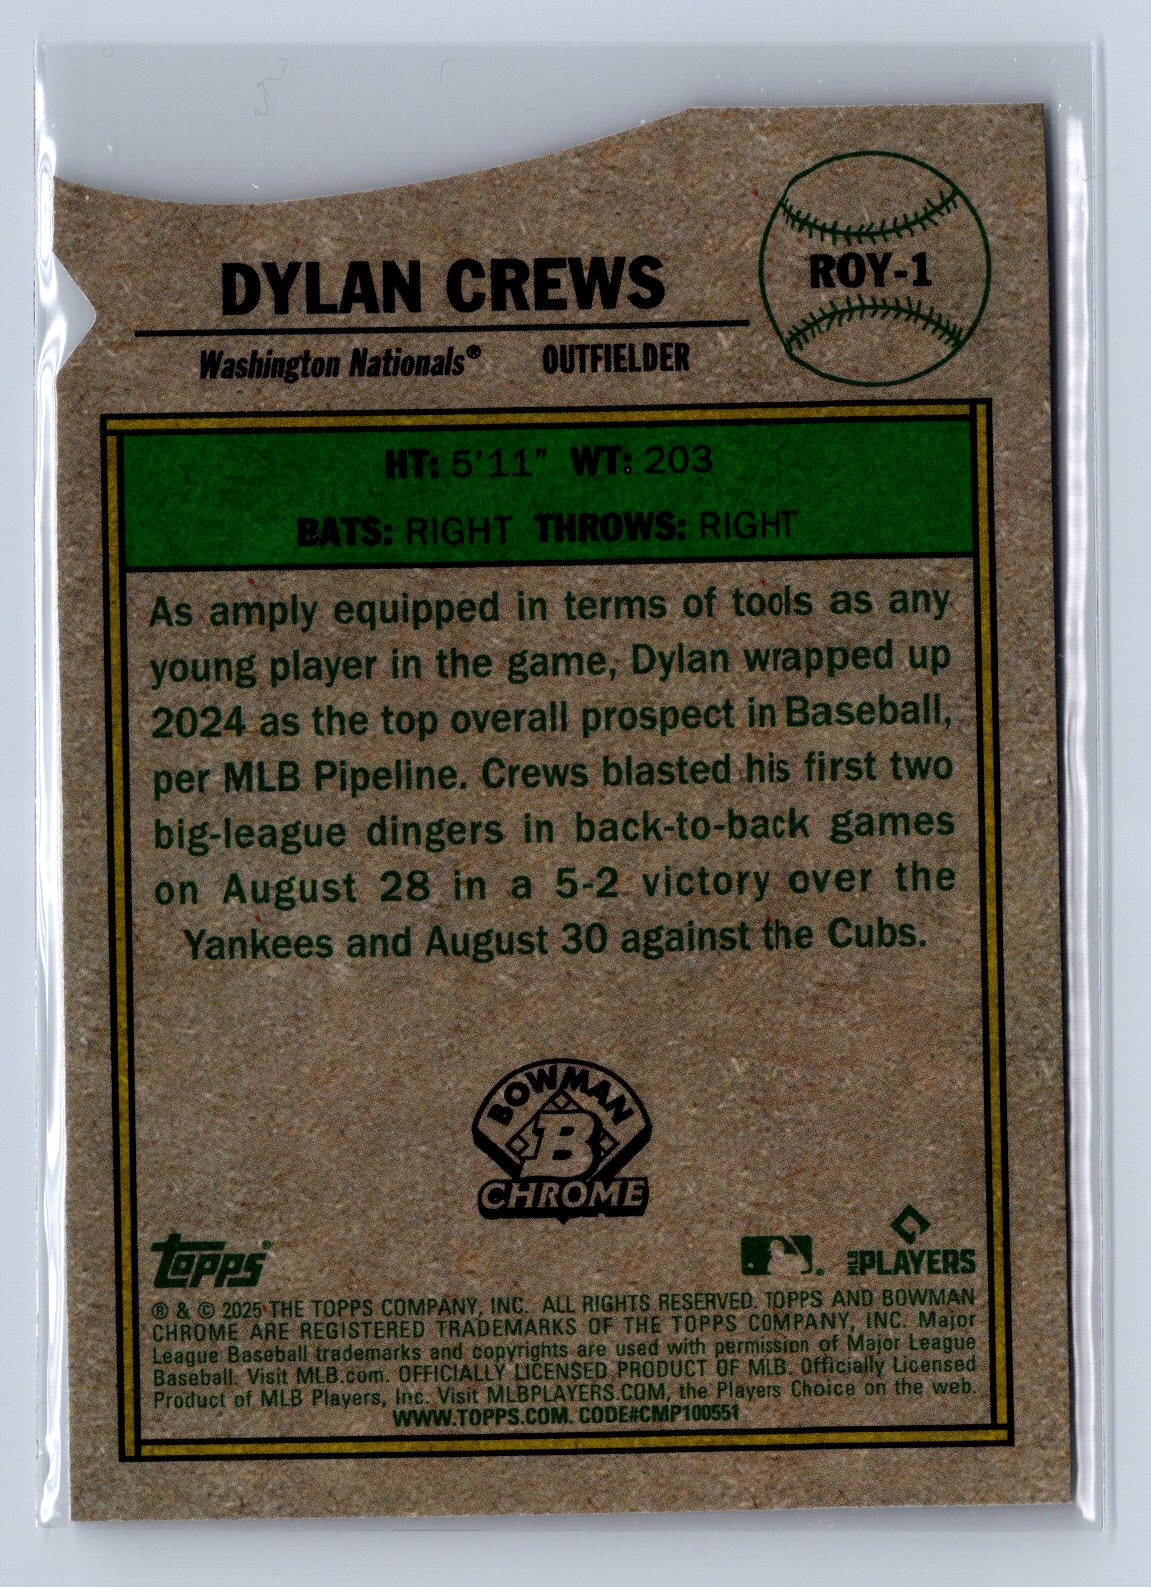 DYLAN CREWS
ROY-1
Washington Nationals® OUTFIELDER
HT: 5'11" WT: 203
BATS: RIGHT THROWS: RIGHT
As amply equipped in terms of tools as any
young player in the game, Dylan wrapped up
2024 as the top overall prospect in Baseball,
per MLB Pipeline. Crews blasted his first two
big-league dingers in back-to-back games
on August 28 in a 5-2 victory over the
Yankees and August 30 against the Cubs.
BOWMAN
B
CHROME
topps®
MLB PLAYERS
® & © 2025 THE TOPPS COMPANY, INC. ALL RIGHTS RESERVED. TOPPS AND BOWMAN
CHROME ARE REGISTERED TRADEMARKS OF THE TOPPS COMPANY, INC. Major
League Baseball trademarks and copyrights are used with permission of Major League
Baseball. Visit MLB.com. OFFICIALLY LICENSED PRODUCT OF MLB. Officially Licensed
Product of MLB Players, Inc. Visit MLBPLAYERS.COM, the Players Choice on the web.
WWW.TOPPS.COM. CODE#CMP100551